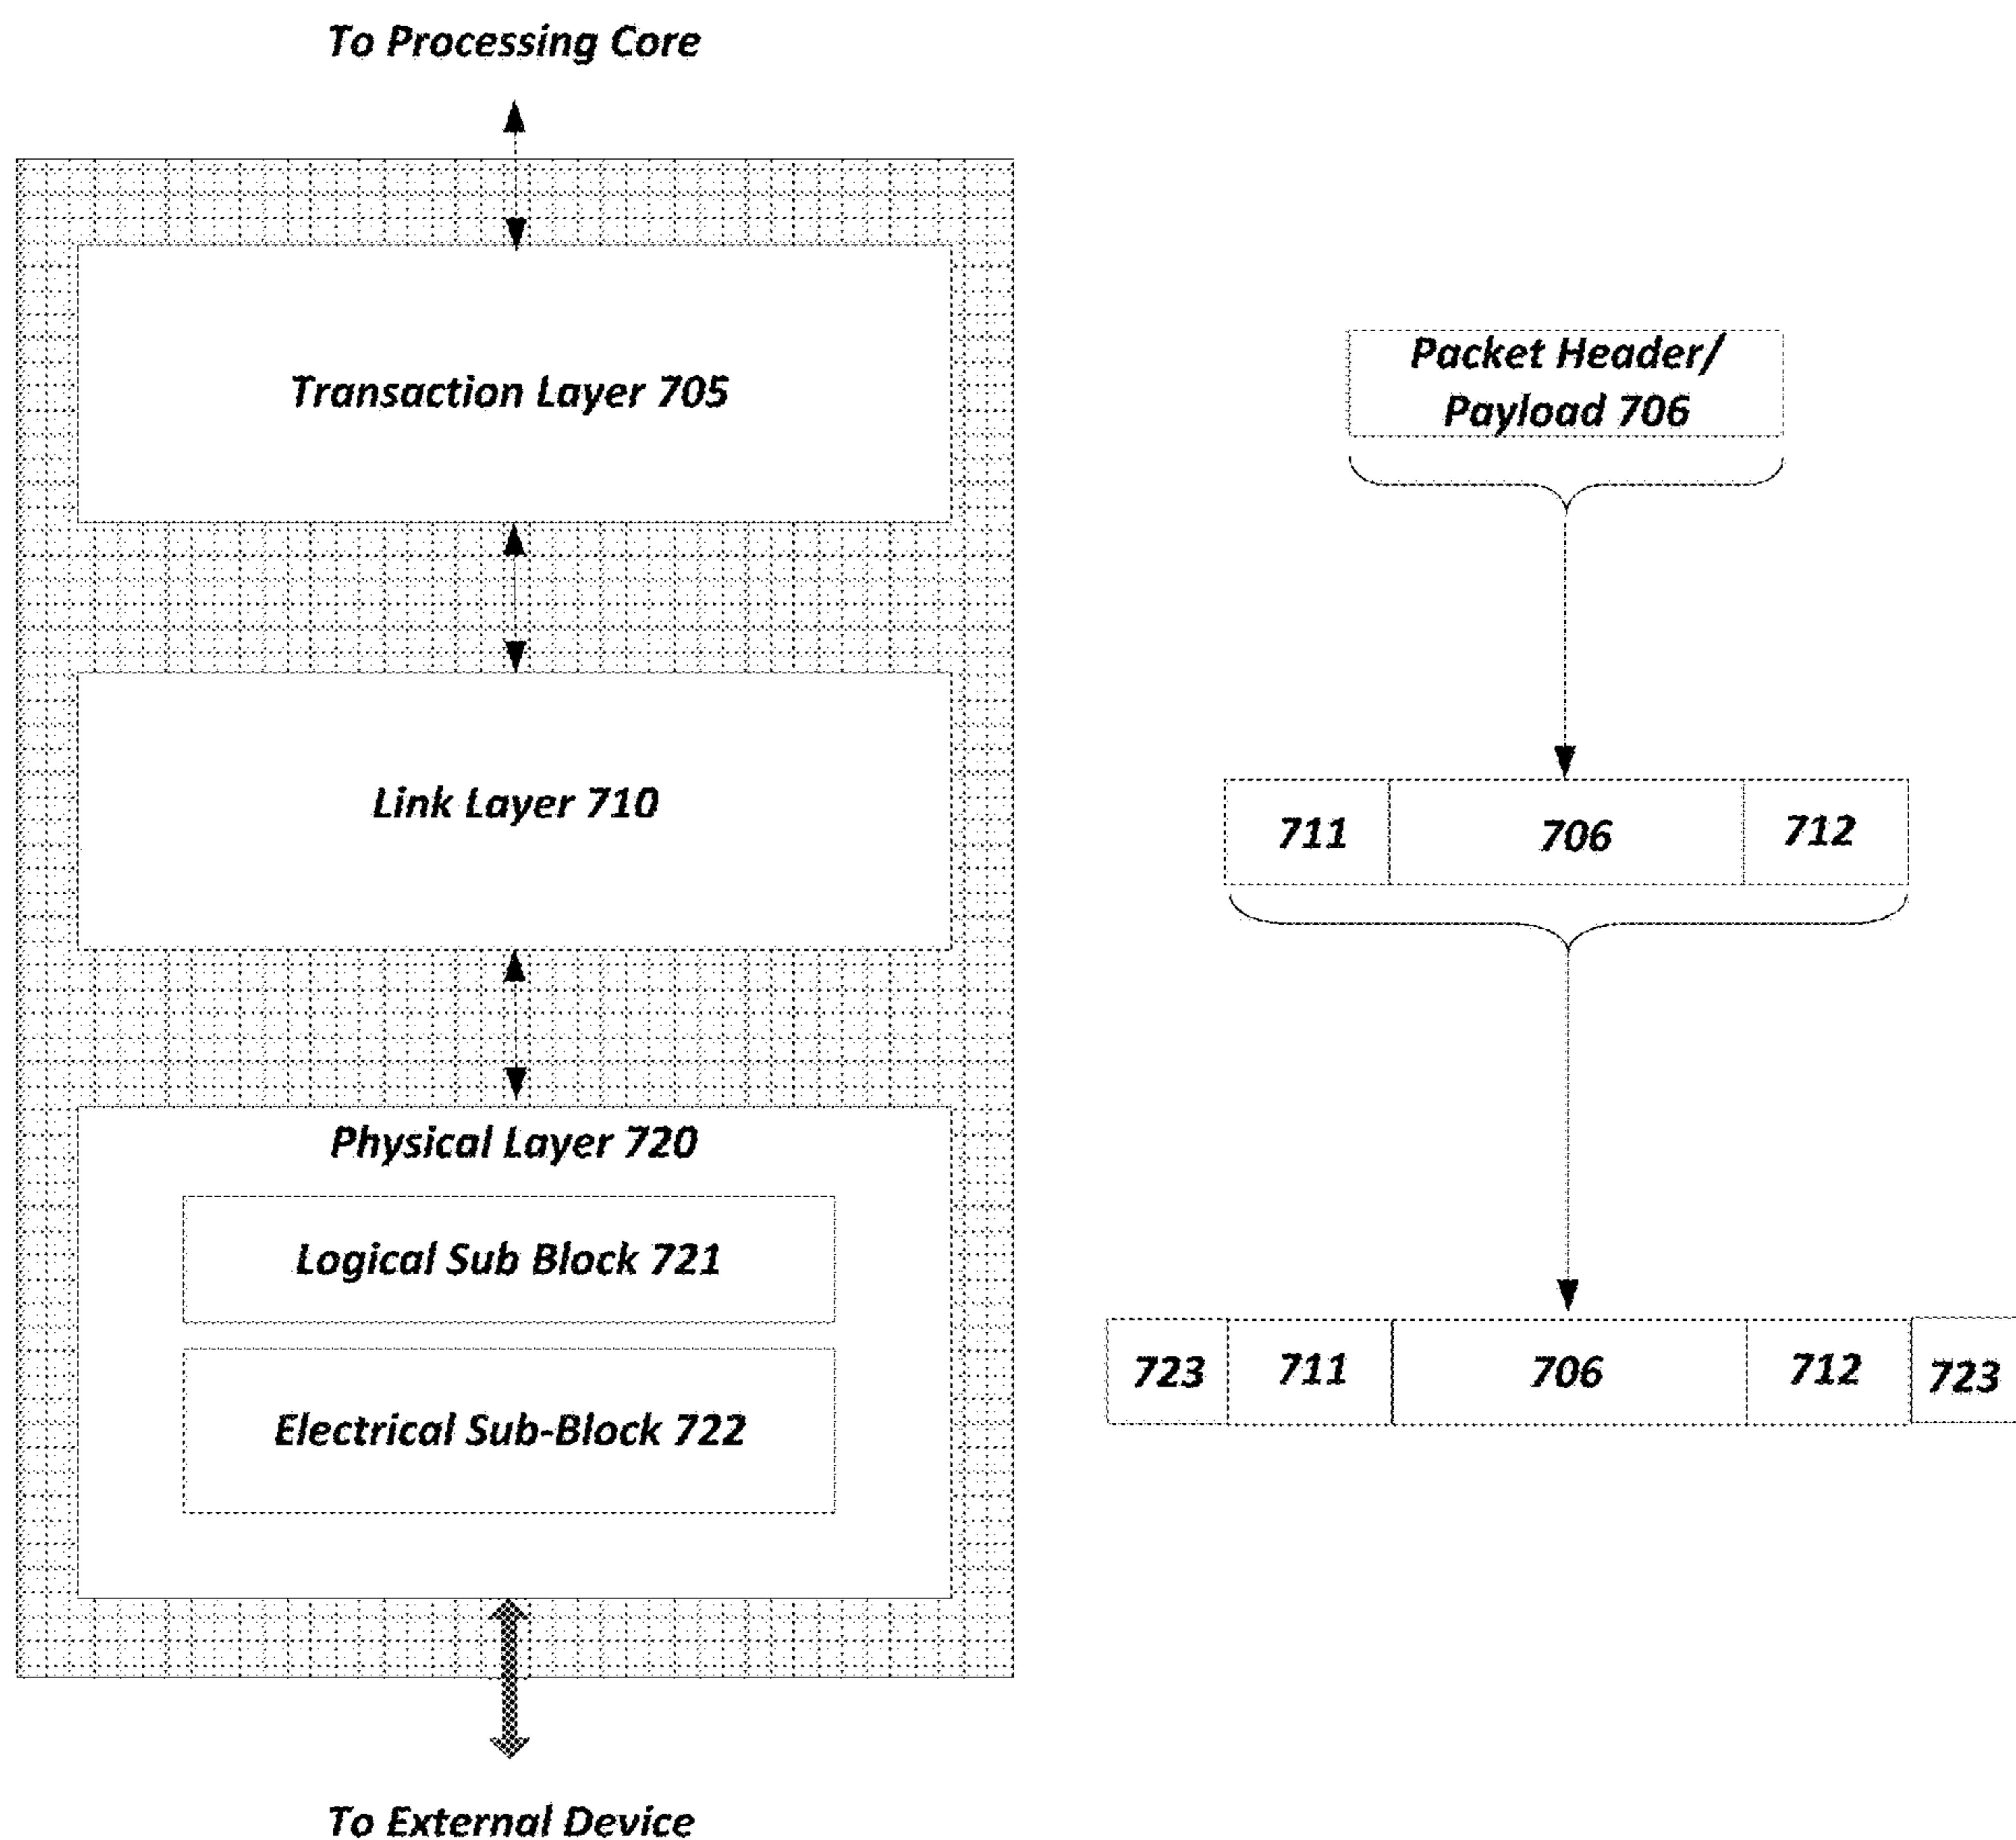 To Processing Core
Transaction Layer 705
Link Layer 710
Physical Layer 720
Logical Sub Block 721
Electrical Sub-Block 722
To External Device
Packet Header/
Payload 706
711 706 712
723 711 706 712 723